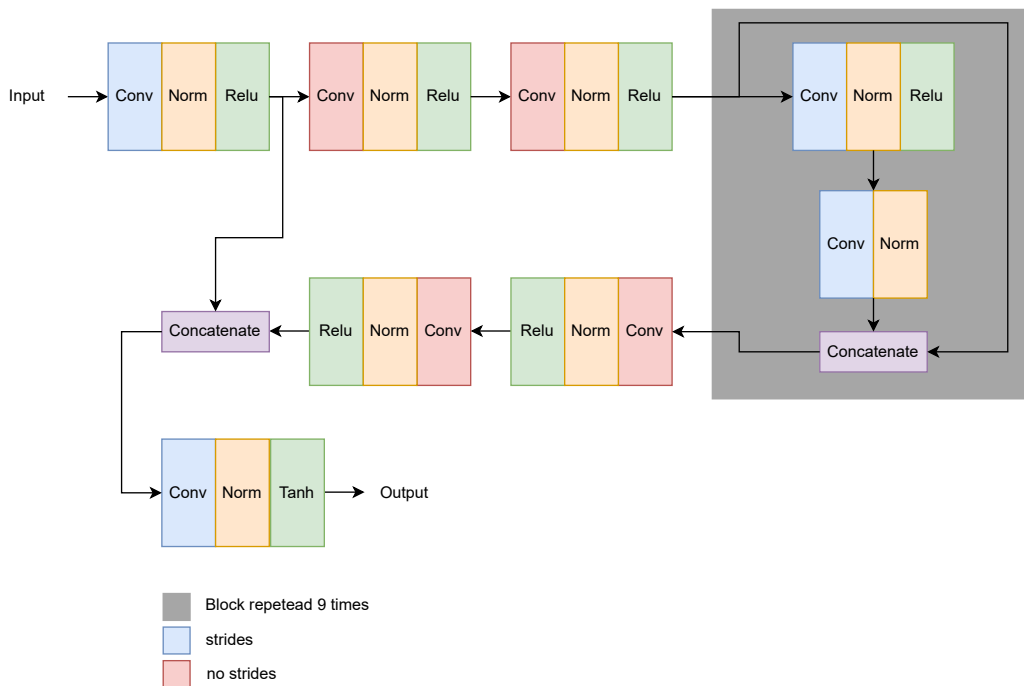 Input
Conv Norm Relu
Conv Norm Relu
Conv Norm Relu
Conv Norm Relu
Conv Norm
Concatenate
Relu Norm Conv
Relu Norm Conv
Concatenate
Conv Norm Tanh
Output
Block repetead 9 times
strides
no strides